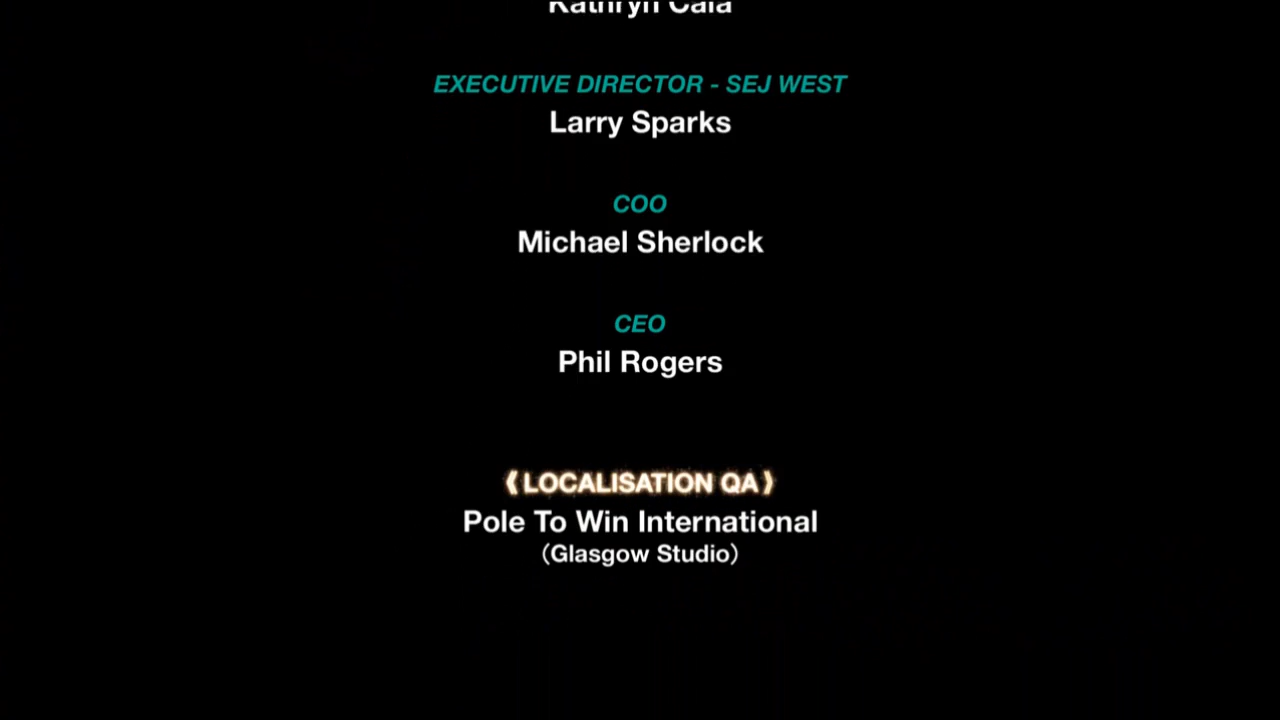 EXECUTIVE DIRECTOR - SEJ WEST
Larry Sparks
COO
Michael Sherlock
CEO
Phil Rogers
《LOCALISATION QA》
Pole To Win International
(Glasgow Studio)